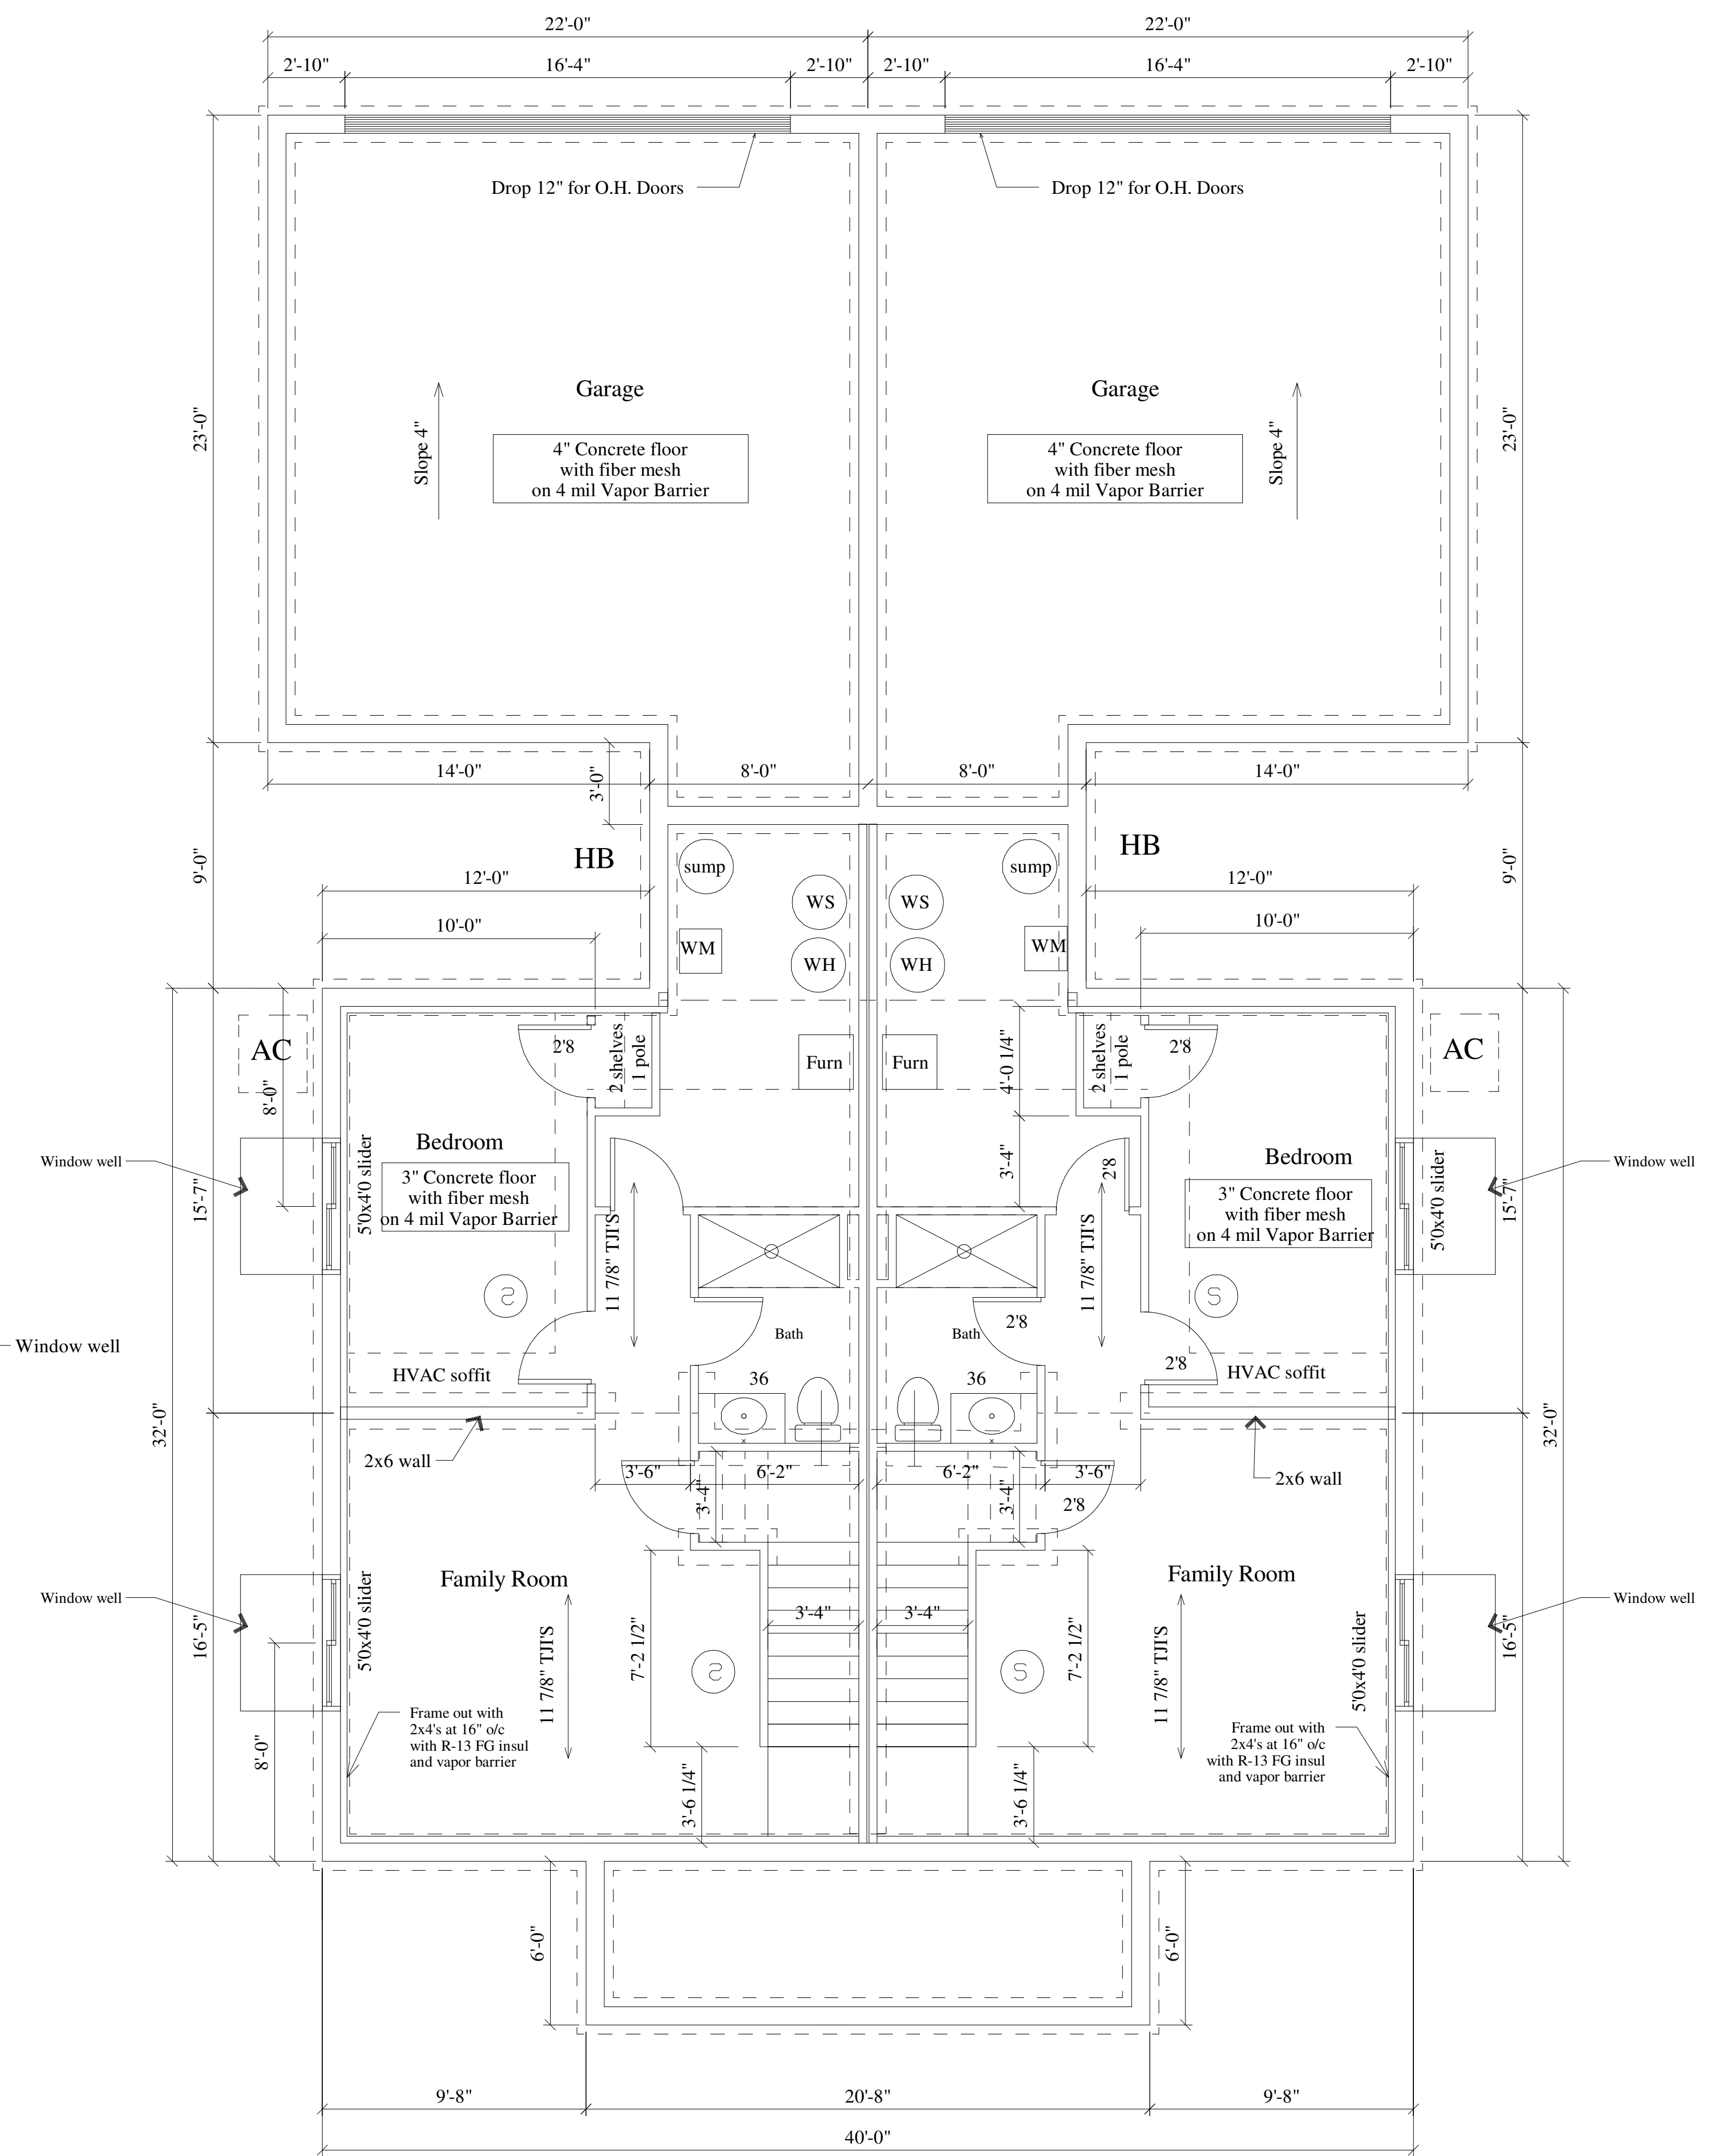 22'-0" 22'-0"
2'-10" 16'-4" 2'-10" 2'-10" 16'-4" 2'-10"
Drop 12" for O.H. Doors Drop 12" for O.H. Doors
23'-0" 23'-0"
Garage Garage
Slope 4" Slope 4"
4" Concrete floor
with fiber mesh
on 4 mil Vapor Barrier
4" Concrete floor
with fiber mesh
on 4 mil Vapor Barrier
14'-0" 3'-0" 8'-0" 8'-0" 14'-0"
9'-0" HB HB 9'-0"
sump sump
12'-0" WS WS 12'-0"
10'-0" 10'-0"
WM WH WH WM
AC AC
8'-0"
2'8 2 shelves
1 pole
Furn Furn
4'-0 1/4"
2 shelves
1 pole
2'8
Window well Window well
Bedroom Bedroom
3'-4" 2'8
15'-7" 15'-7"
5'0x4'0 slider 5'0x4'0 slider
3" Concrete floor
with fiber mesh
on 4 mil Vapor Barrier
3" Concrete floor
with fiber mesh
on 4 mil Vapor Barrier
11 7/8" TJI'S 11 7/8" TJI'S
S S
2'8
Bath Bath
Window well
2'8
HVAC soffit 36 36 HVAC soffit
32'-0" 32'-0"
2x6 wall 2x6 wall
3'-6" 6'-2" 6'-2" 3'-6"
3'-4" 3'-4" 2'8
Family Room Family Room
Window well Window well
3'-4" 3'-4"
16'-5" 16'-5"
5'0x4'0 slider 5'0x4'0 slider
7'-2 1/2" 7'-2 1/2"
S S
11 7/8" TJI'S 11 7/8" TJI'S
8'-0"
Frame out with
2x4's at 16" o/c
with R-13 FG insul
and vapor barrier
Frame out with
2x4's at 16" o/c
with R-13 FG insul
and vapor barrier
3'-6 1/4" 3'-6 1/4"
6'-0" 6'-0"
9'-8" 20'-8" 9'-8"
40'-0"